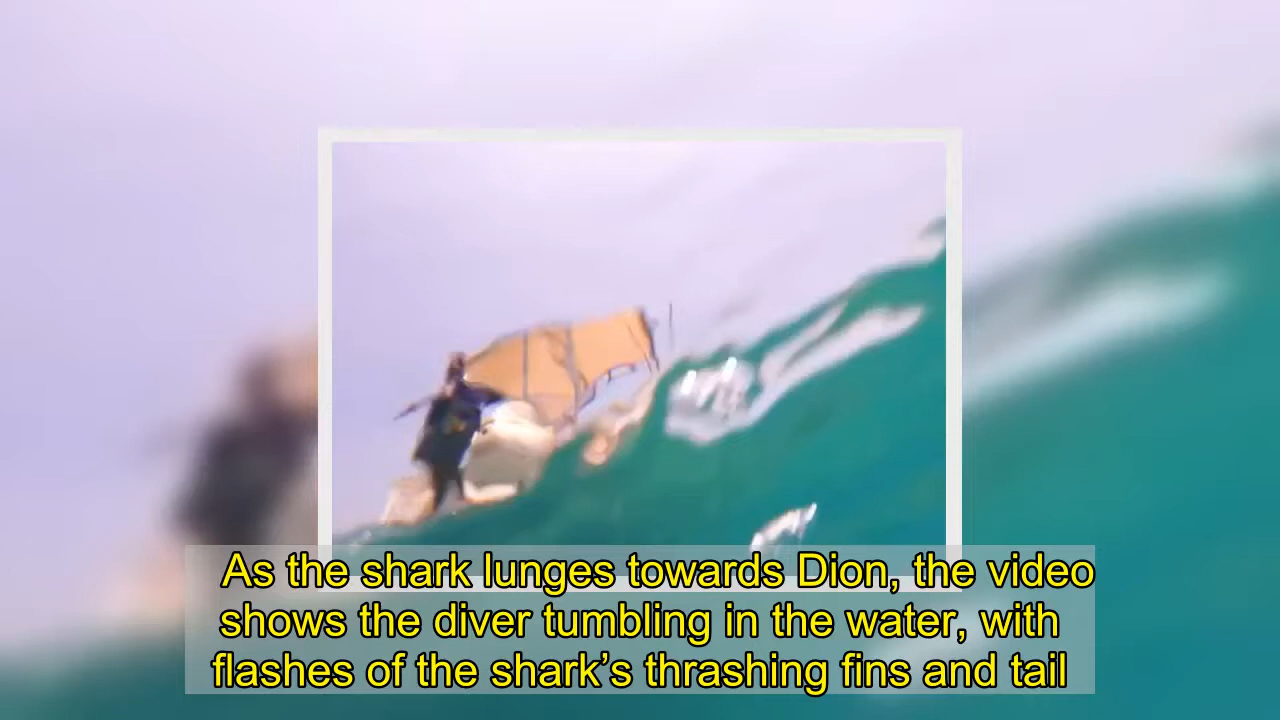 As the shark lunges towards Dion, the video
shows the diver tumbling in the water, with
flashes of the shark’s thrashing fins and tail